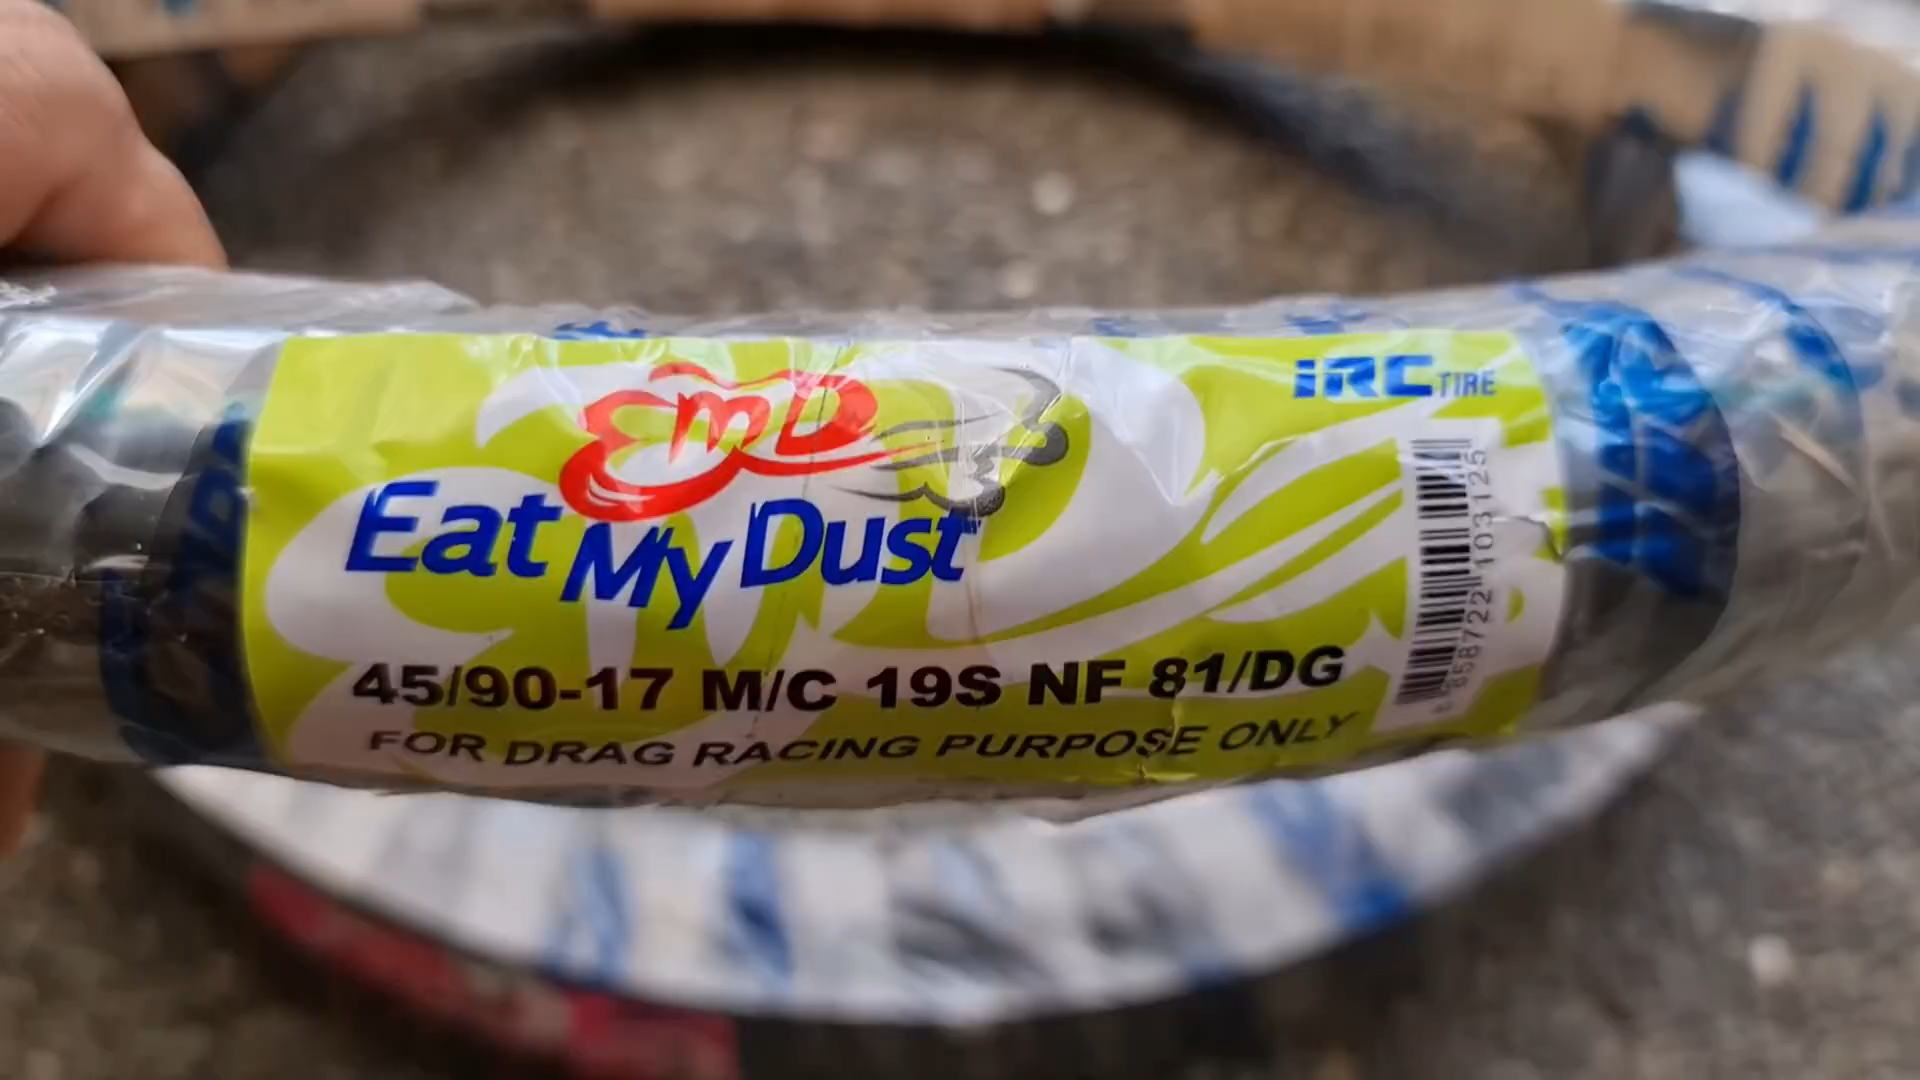 EMD
iRC TIRE
Eat My Dust
45/90-17 M/C 19S NF 81/DG
FOR DRAG RACING PURPOSE ONLY